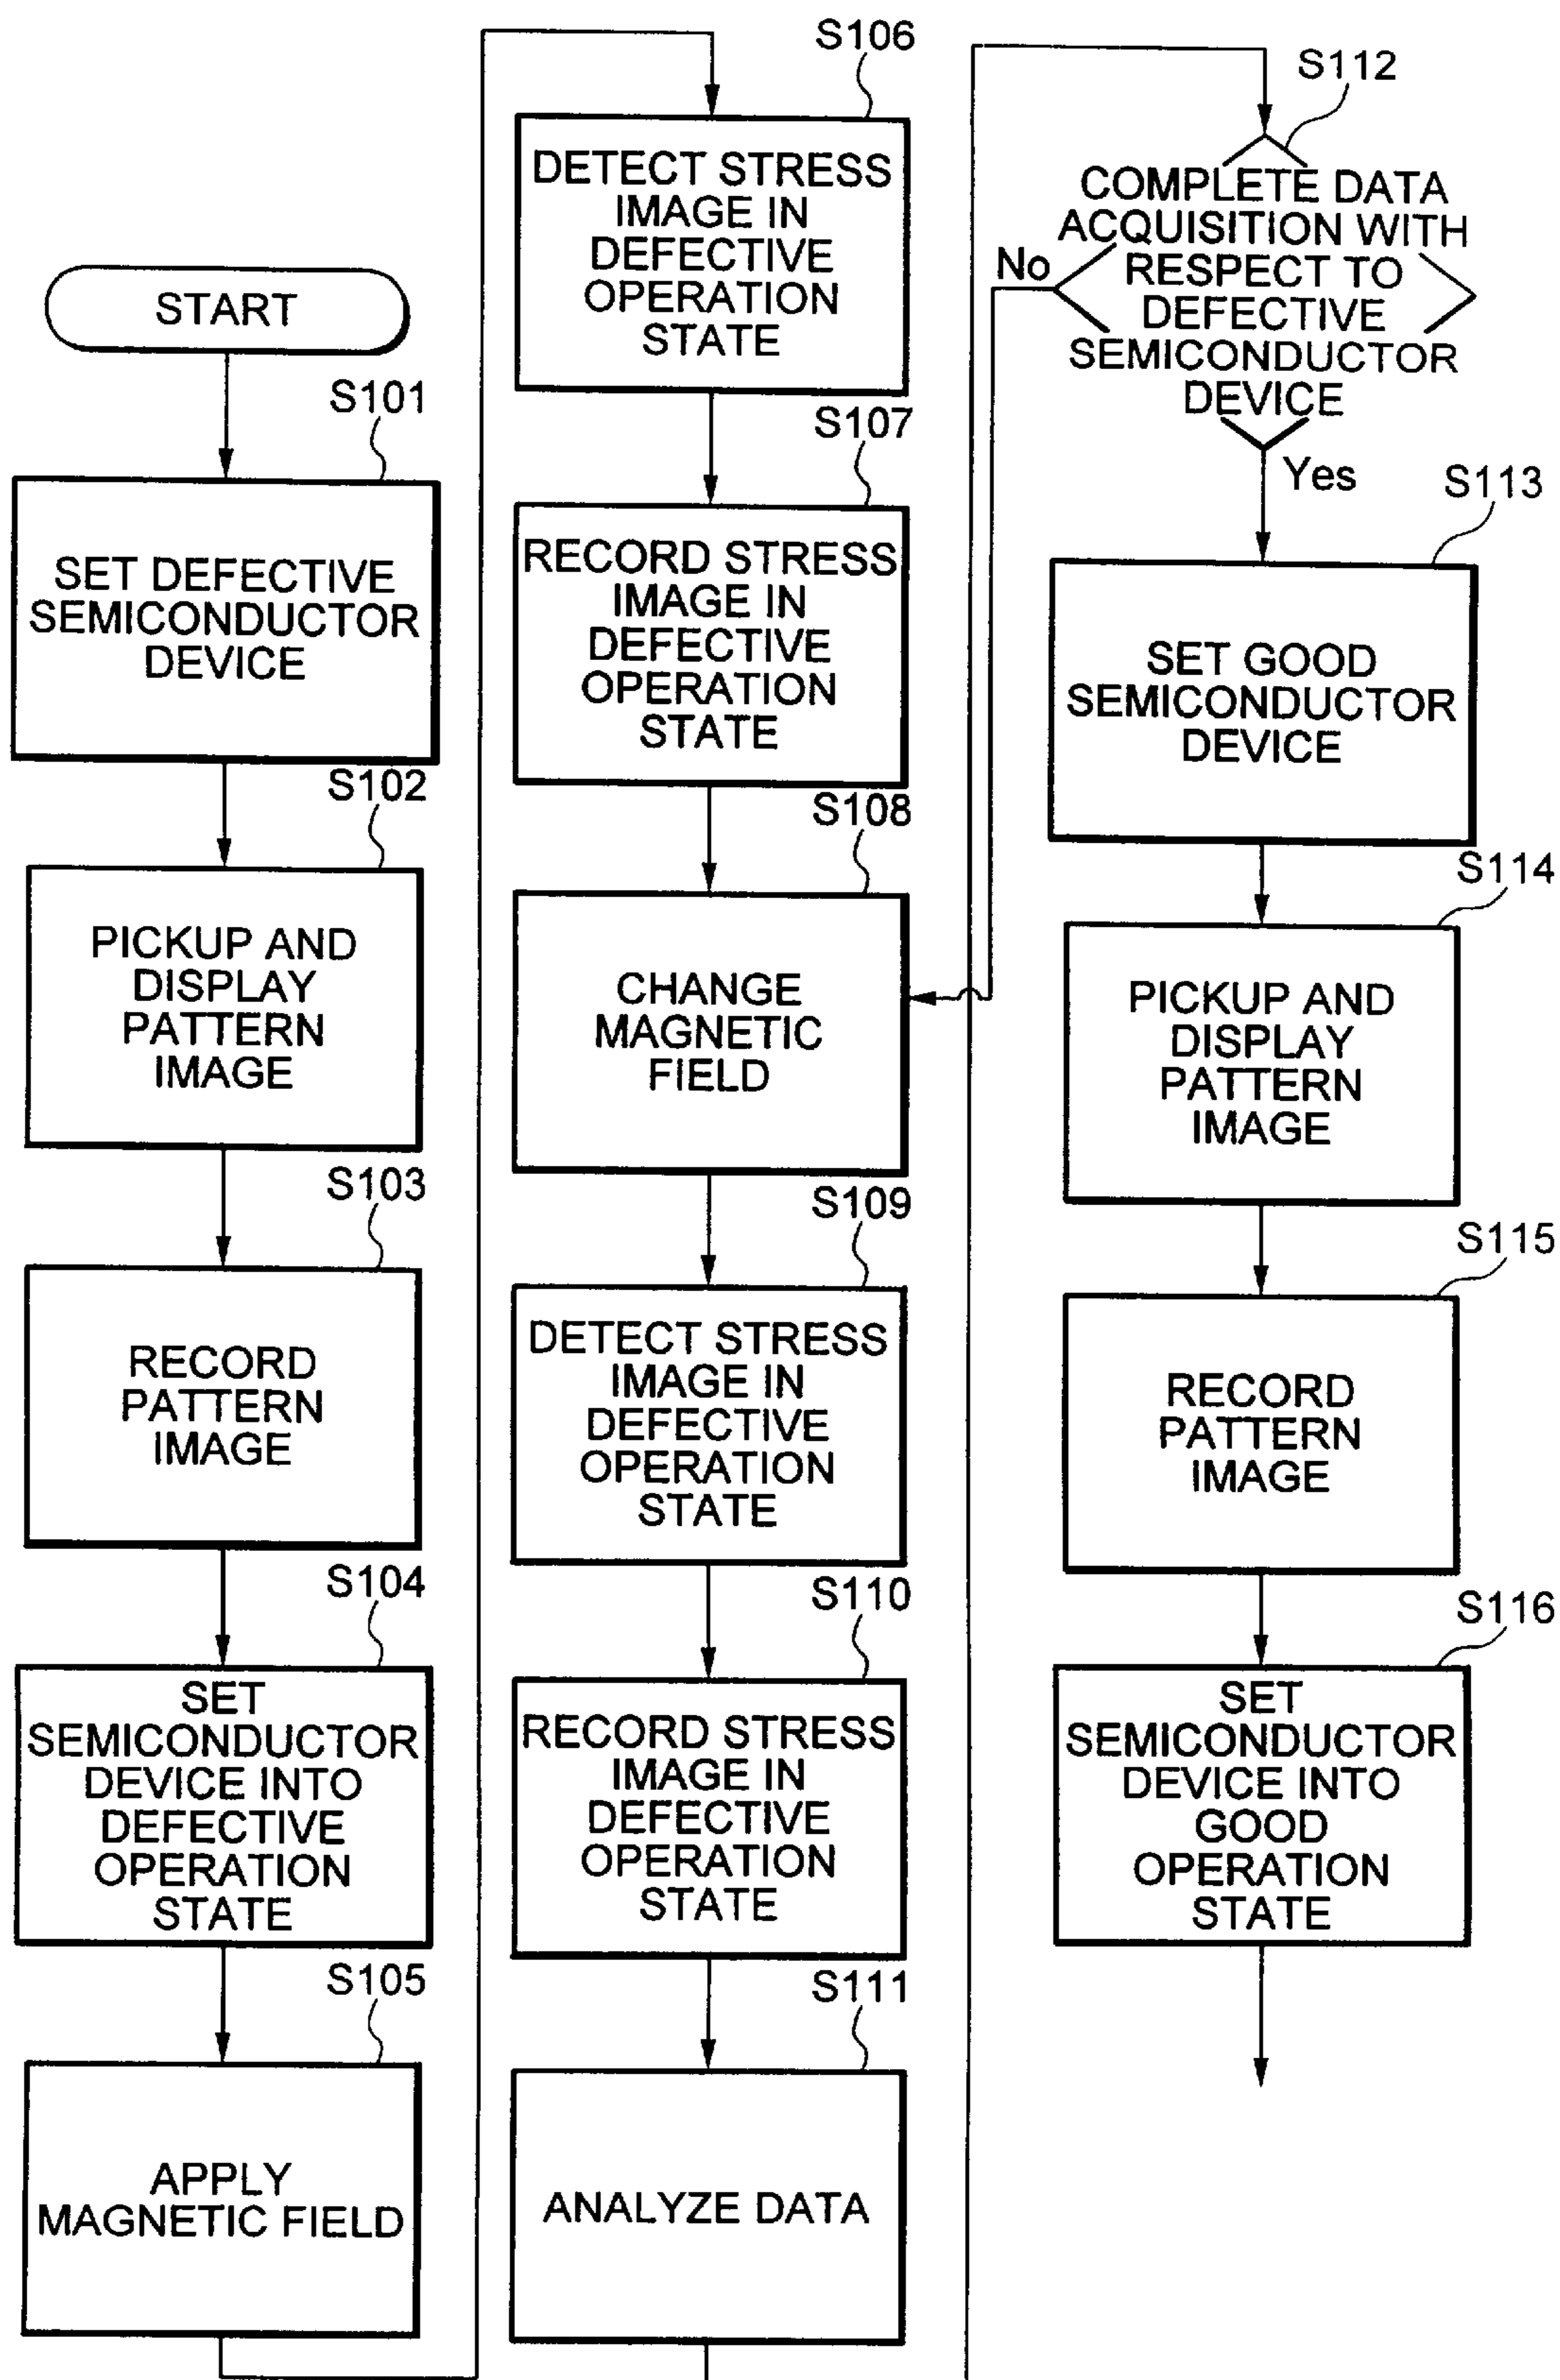 START
S101
SET DEFECTIVE
SEMICONDUCTOR
DEVICE
S102
PICKUP AND
DISPLAY
PATTERN
IMAGE
S103
RECORD
PATTERN
IMAGE
S104
SET
SEMICONDUCTOR
DEVICE INTO
DEFECTIVE
OPERATION
STATE
S105
APPLY
MAGNETIC FIELD
S106
DETECT STRESS
IMAGE IN
DEFECTIVE
OPERATION
STATE
S107
RECORD STRESS
IMAGE IN
DEFECTIVE
OPERATION
STATE
S108
CHANGE
MAGNETIC
FIELD
S109
DETECT STRESS
IMAGE IN
DEFECTIVE
OPERATION
STATE
S110
RECORD STRESS
IMAGE IN
DEFECTIVE
OPERATION
STATE
S111
ANALYZE DATA
S112
COMPLETE DATA
ACQUISITION WITH
RESPECT TO
DEFECTIVE
SEMICONDUCTOR
DEVICE
No
Yes
S113
SET GOOD
SEMICONDUCTOR
DEVICE
S114
PICKUP AND
DISPLAY
PATTERN
IMAGE
S115
RECORD
PATTERN
IMAGE
S116
SET
SEMICONDUCTOR
DEVICE INTO
GOOD
OPERATION
STATE